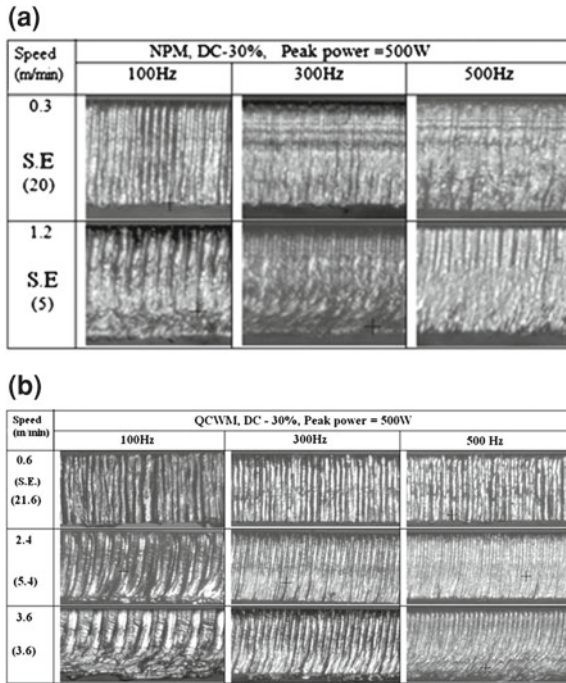 (a)
Speed (m/min)
NPM, DC-30%, Peak power =500W
100Hz 300Hz 500Hz
0.3
S.E
(20)
1.2
S.E
(5)
(b)
Speed (m/min)
QCWM, DC - 30%, Peak power = 500W
100Hz 300Hz 500 Hz
0.6
(S.E.)
(21.6)
2.4
(5.4)
3.6
(3.6)